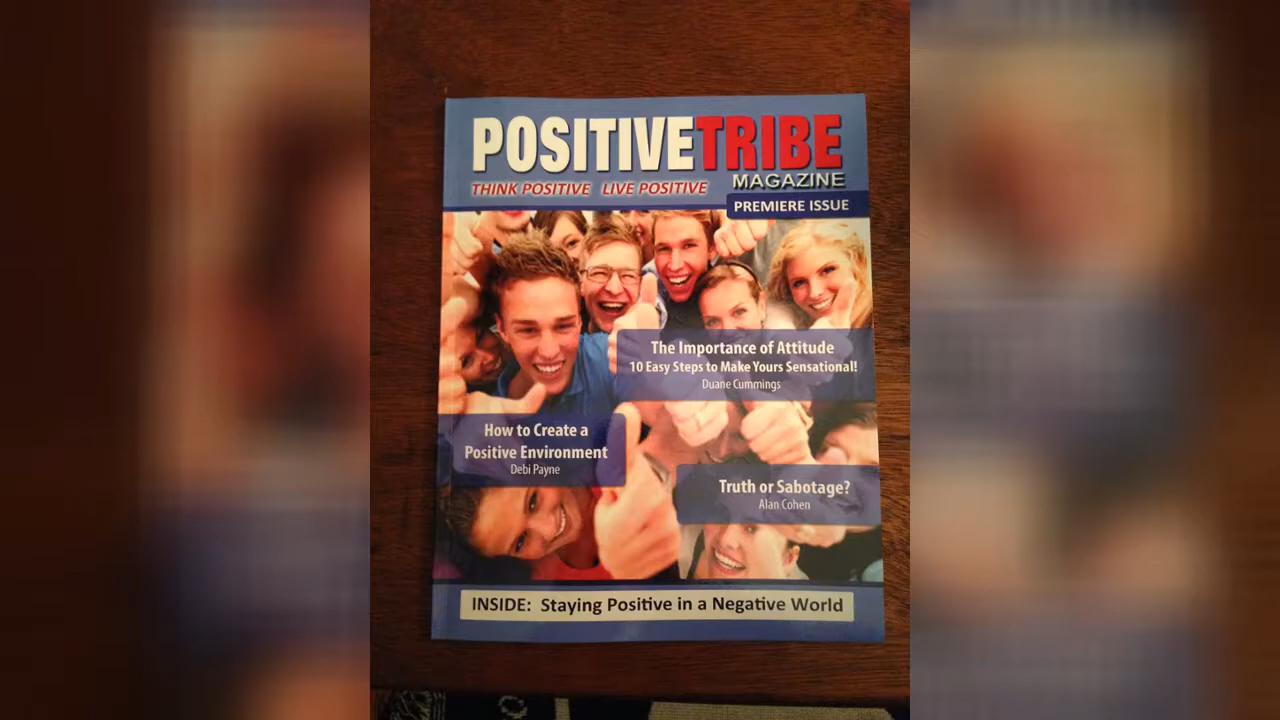 POSITIVETRIBE
THINK POSITIVE LIVE POSITIVE
MAGAZINE
PREMIERE ISSUE
The Importance of Attitude
10 Easy Steps to Make Yours Sensational!
Duane Cummings
How to Create a
Positive Environment
Debi Payne
Truth or Sabotage?
Alan Cohen
INSIDE: Staying Positive in a Negative World